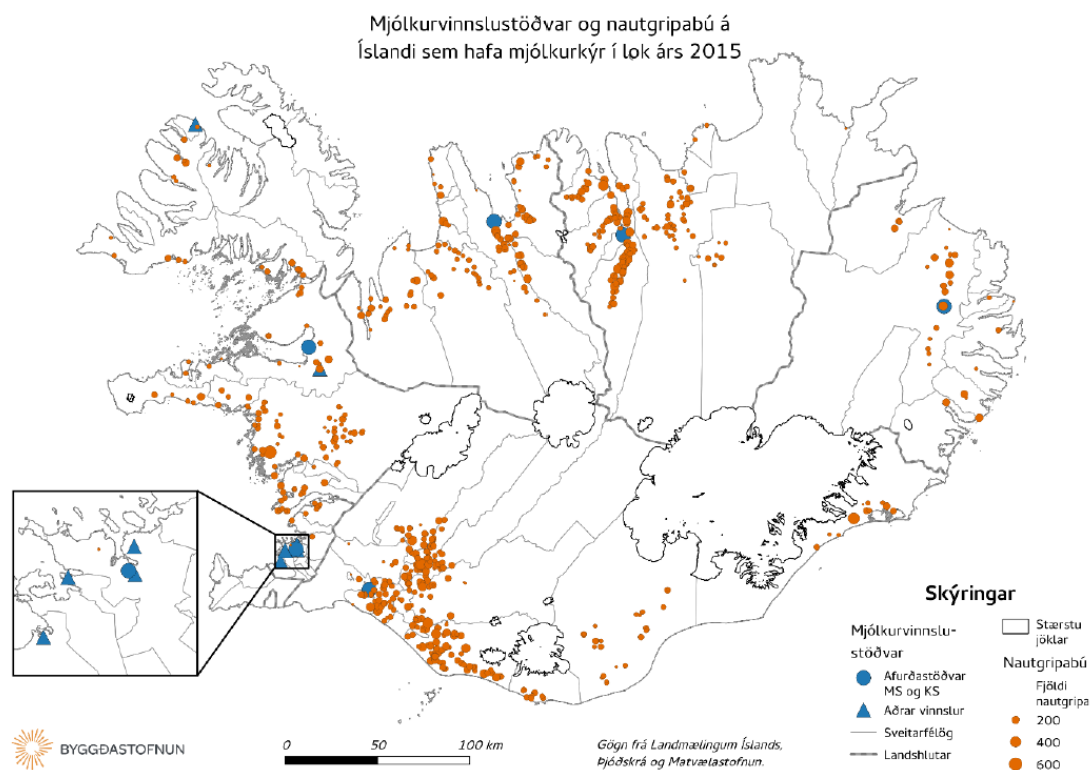 Mjólkurvinnslustöðvar og nautgripabú á
Íslandi sem hafa mjólkurkýr í lok árs 2015
Skýringar
Mjólkurvinnslu-
stöðvar
Afurðastöðvar
MS og KS
Aðrar vinnslur
Sveitarfélög
Landshlutar
Stærstu
jöklar
Nautgripabú
Fjöldi
nautgripa
200
400
600
BYGGÐASTOFNUN
0 50 100 km
Gögn frá Landmælingum Íslands,
Þjóðskrá og Matvælastofnun.